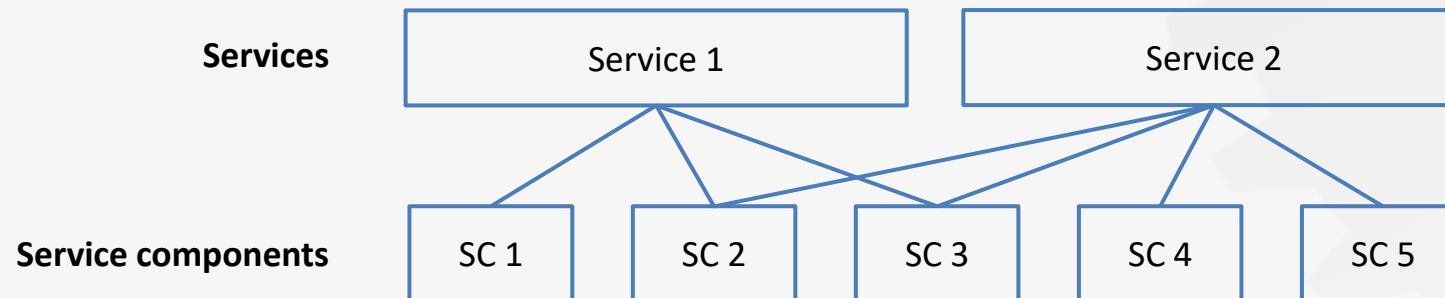 Services
Service 1
Service 2
Service components
SC 1
SC 2
SC 3
SC 4
SC 5